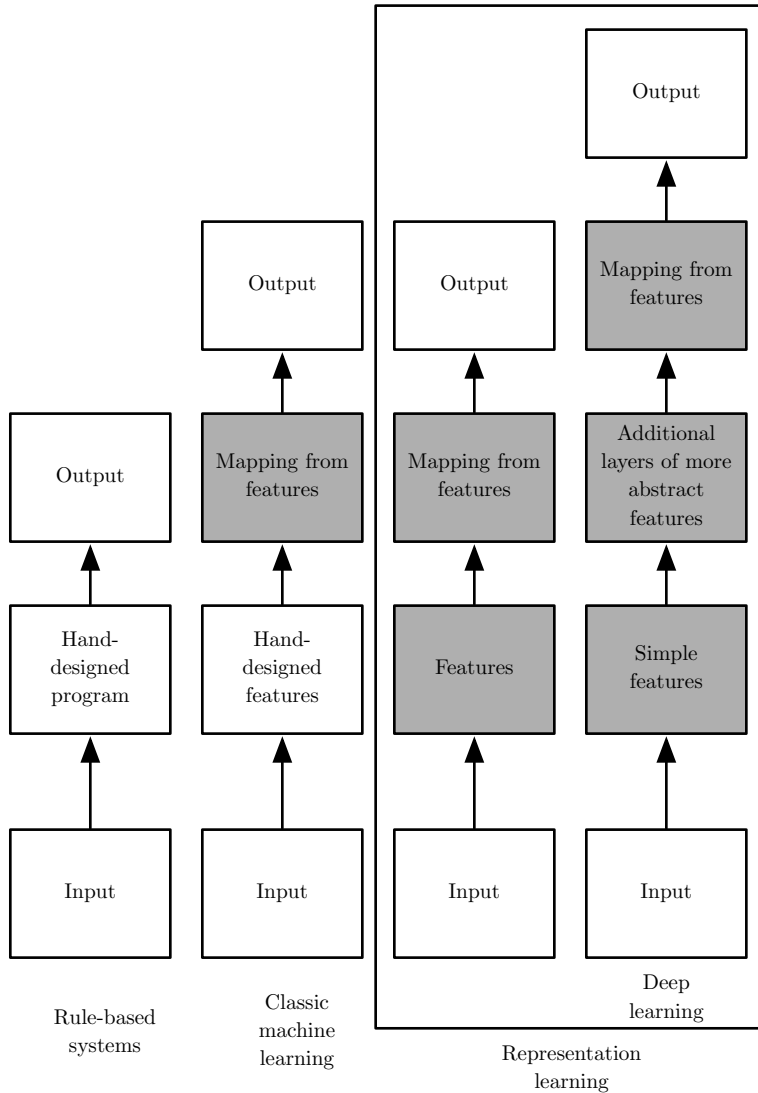 Output
Output
Output
Mapping from
features
Output
Mapping from
features
Mapping from
features
Additional
layers of more
abstract
features
Hand-
designed
program
Hand-
designed
features
Features
Simple
features
Input
Input
Input
Input
Rule-based
systems
Classic
machine
learning
Deep
learning
Representation
learning